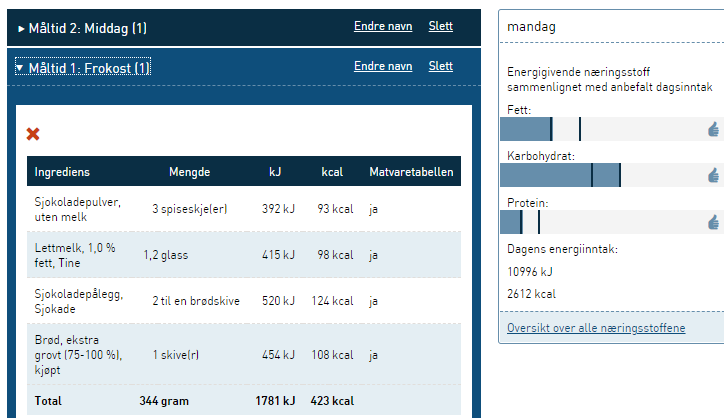 ▸ Måltid 2: Middag (1) Endre navn Slett
▾ Måltid 1: Frokost (1) Endre navn Slett
Ingrediens Mengde kJ kcal Matvaretabellen
Sjokoladepulver,
uten melk 3 spiseskje(er) 392 kJ 93 kcal ja
Lettmelk, 1,0 %
fett, Tine 1,2 glass 415 kJ 98 kcal ja
Sjokoladepålegg,
Sjokade 2 til en brødskive 520 kJ 124 kcal ja
Brød, ekstra
grovt (75-100 %),
kjøpt 1 skive(r) 454 kJ 108 kcal ja
Total 344 gram 1781 kJ 423 kcal
mandag
Energigivende næringsstoff
sammenlignet med anbefalt dagsinntak
Fett:
Karbohydrat:
Protein:
Dagens energiinntak:
10996 kJ
2612 kcal
Oversikt over alle næringsstoffene